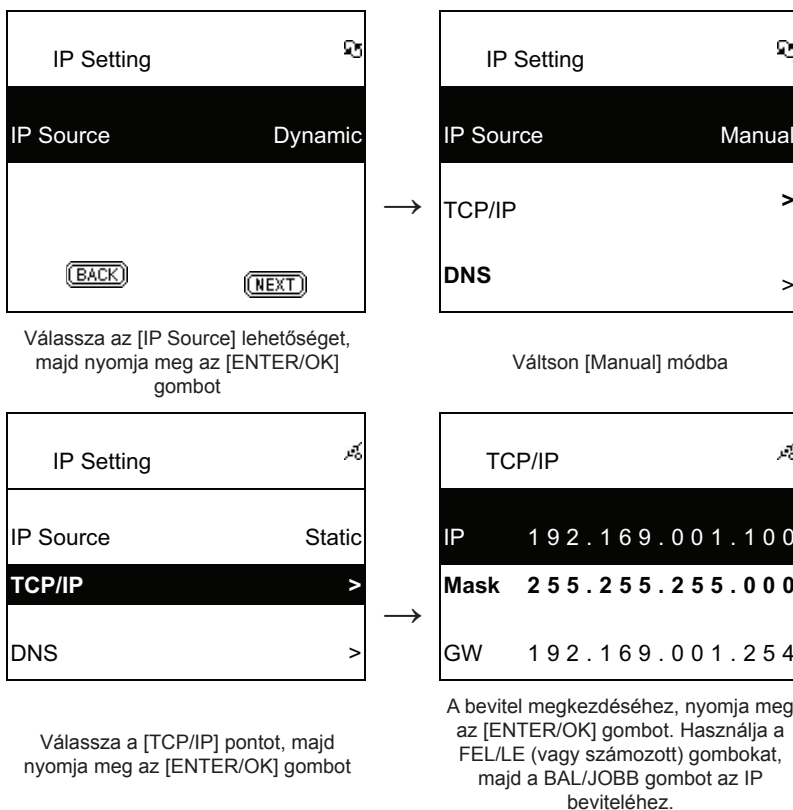 IP Setting
IP Source Dynamic
BACK NEXT
Válassza az [IP Source] lehetőséget,
majd nyomja meg az [ENTER/OK]
gombot
IP Setting
IP Source Manual
TCP/IP >
DNS >
Váltson [Manual] módba
→
IP Setting
IP Source Static
TCP/IP >
DNS >
Válassza a [TCP/IP] pontot, majd
nyomja meg az [ENTER/OK] gombot
TCP/IP
IP 192.169.001.100
Mask 255.255.255.000
GW 192.169.001.254
A bevitel megkezdéséhez, nyomja meg
az [ENTER/OK] gombot. Használja a
FEL/LE (vagy számozott) gombokat,
majd a BAL/JOBB gombot az IP
beviteléhez.
→